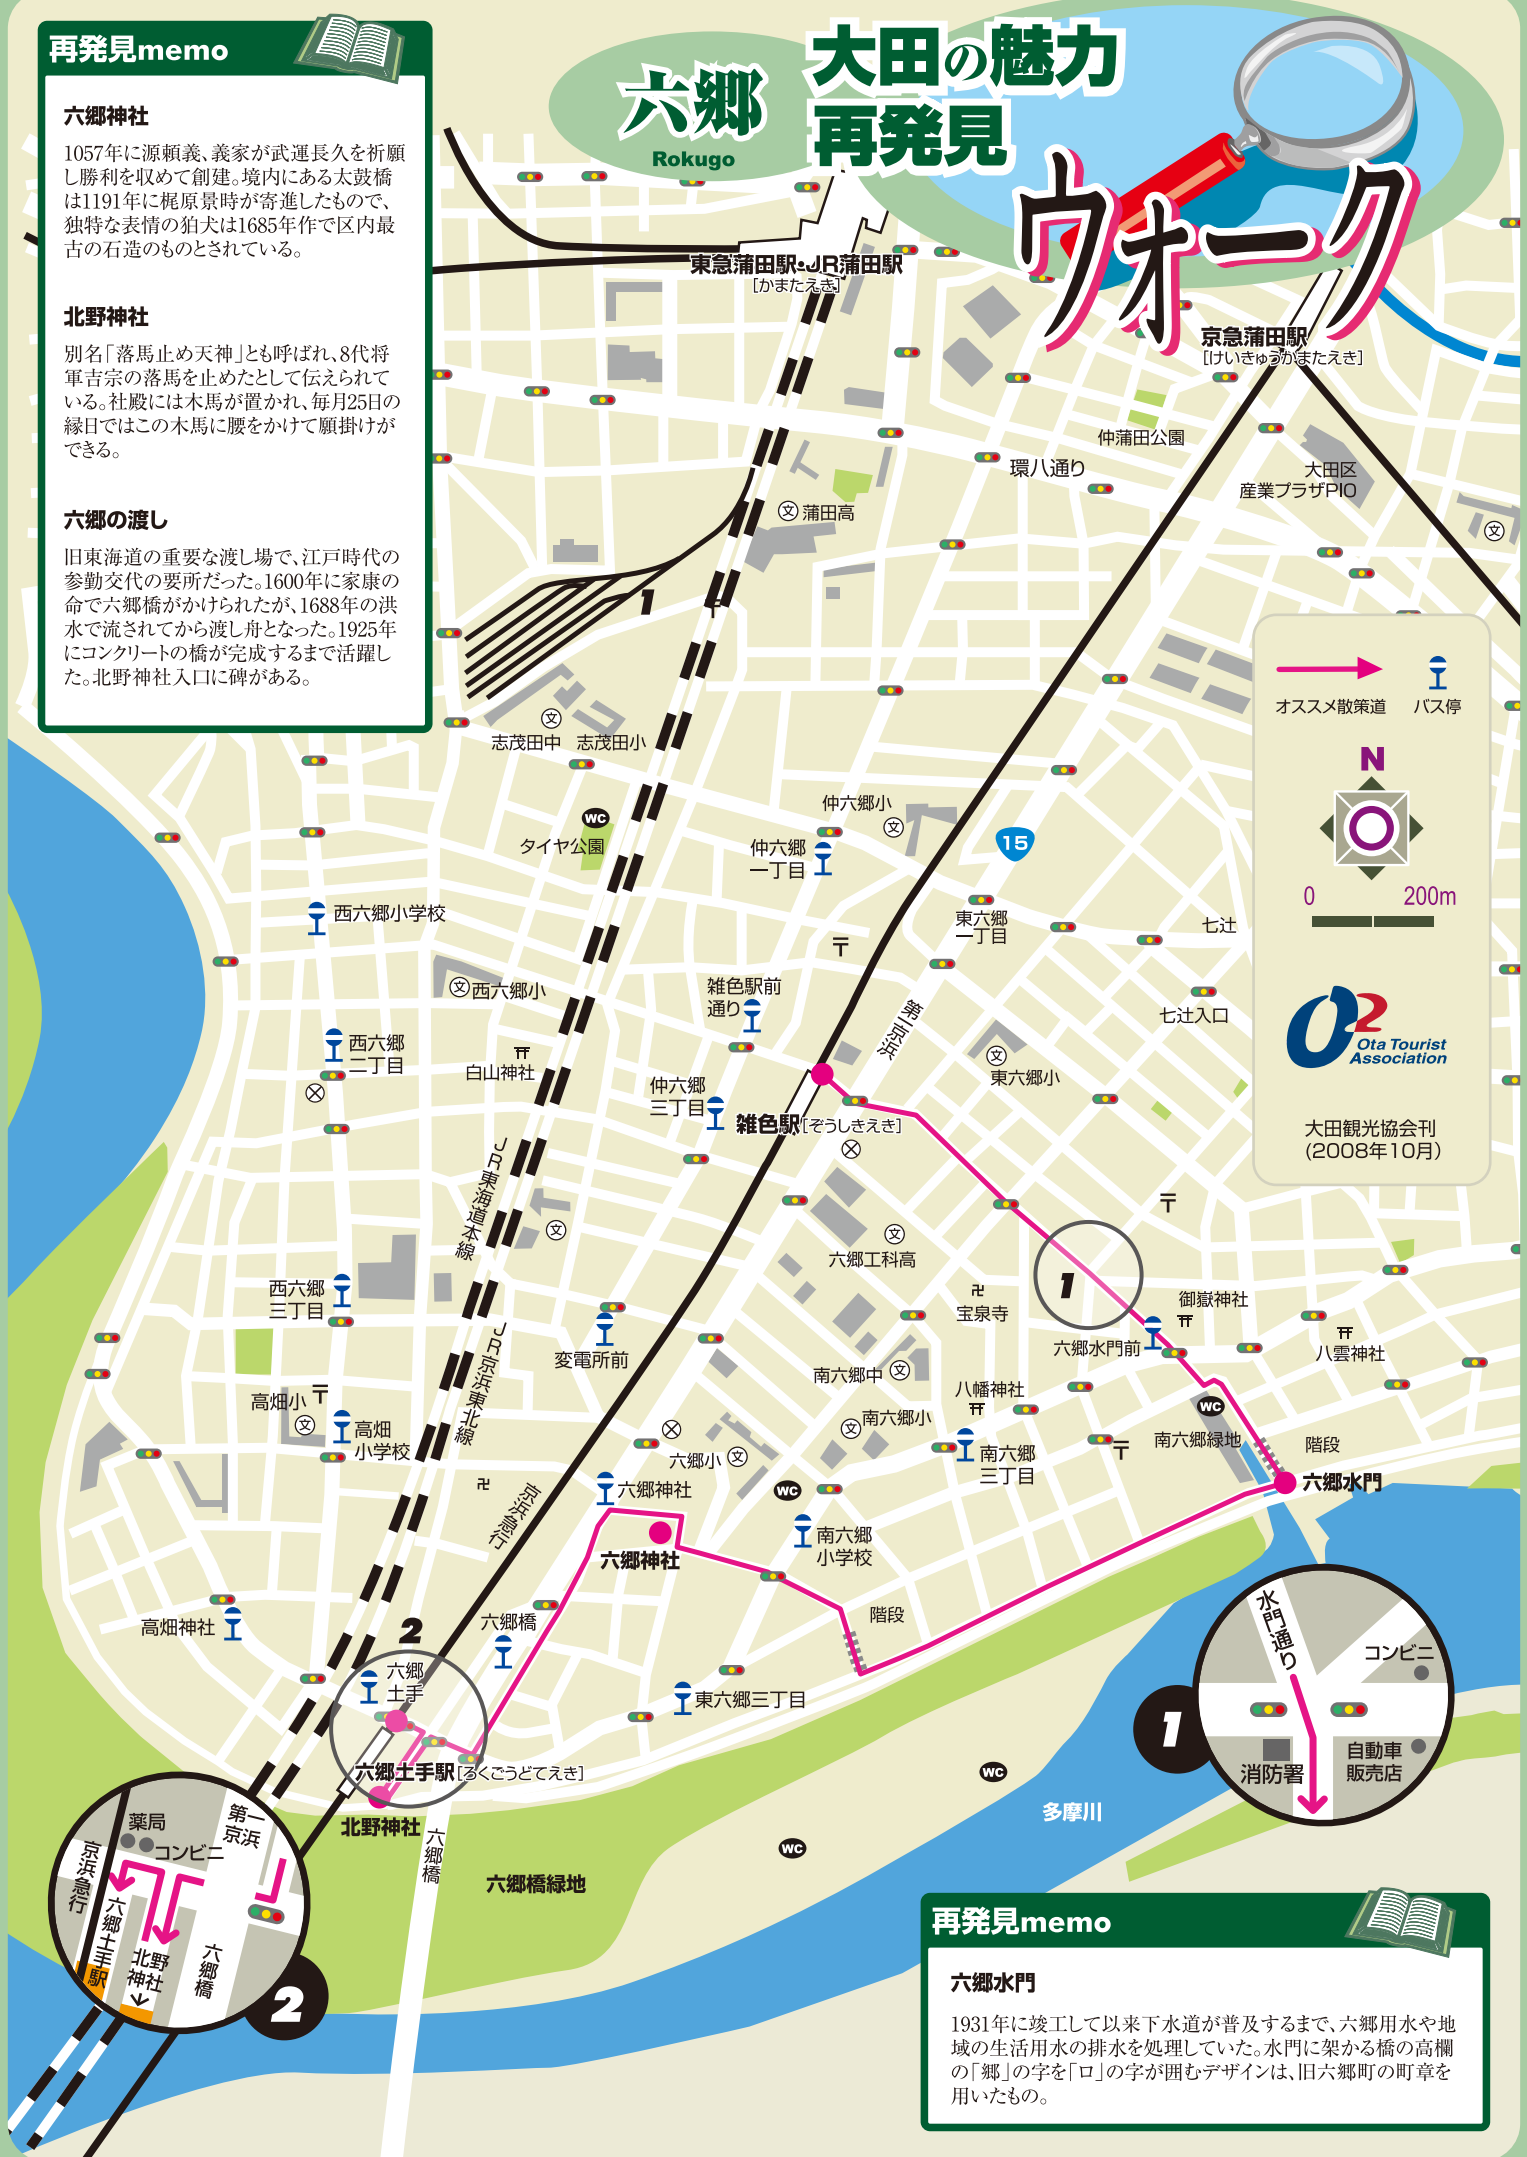 再発見memo
六郷神社
1057年に源頼義、義家が武運長久を祈願
し勝利を収めて創建。境内にある太鼓橋
は1191年に梶原景時が寄進したもので、
独特な表情の狛犬は1685年作で区内最
古の石造のものとされている。
北野神社
別名「落馬止め天神」とも呼ばれ、8代将
軍吉宗の落馬を止めたとして伝えられて
いる。社殿には木馬が置かれ、毎月25日の
縁日ではこの木馬に腰をかけて願掛けが
できる。
六郷の渡し
旧東海道の重要な渡し場で、江戸時代の
参勤交代の要所だった。1600年に家康の
命で六郷橋がかけられたが、1688年の洪
水で流されてから渡し舟となった。1925年
にコンクリートの橋が完成するまで活躍し
た。北野神社入口に碑がある。
六郷
Rokugo
大田の魅力
再発見
ウォーク
東急蒲田駅・JR蒲田駅
[かまたえき]
京急蒲田駅
[けいきゅうかまたえき]
仲蒲田公園
環八通り
大田区
産業プラザPIO
文
文 蒲田高
1
〒
オススメ散策道
バス停
N
0
200m
Ota Tourist
Association
大田観光協会刊
(2008年10月)
文
志茂田中
志茂田小
WC
タイヤ公園
仲六郷小
文
仲六郷
一丁目
15
東六郷
一丁目
七辻
七辻入口
〒
西六郷小学校
文 西六郷小
雑色駅前
通り
第一京浜
文
東六郷小
西六郷
二丁目
白山神社
仲六郷
三丁目
雑色駅[ぞうしきえき]
〒
JR東海道本線
文
文
六郷工科高
1
卍
宝泉寺
御嶽神社
六郷水門前
八雲神社
西六郷
三丁目
変電所前
JR京浜東北線
南六郷中 文
八幡神社
高畑小
〒
文
高畑
小学校
文 南六郷小
南六郷
三丁目
〒
WC
南六郷緑地
階段
六郷水門
六郷小 文
卍
京浜急行
六郷神社
WC
六郷神社
南六郷
小学校
高畑神社
2
六郷橋
階段
六郷
土手
東六郷三丁目
六郷土手駅[ろくごうどてえき]
北野神社
六郷橋
六郷橋緑地
WC
WC
多摩川
1
水門通り
コンビニ
消防署
自動車
販売店
薬局
コンビニ
第一
京浜
京浜急行
六郷土手駅
北野
神社
六郷橋
2
再発見memo
六郷水門
1931年に竣工して以来下水道が普及するまで、六郷用水や地
域の生活用水の排水を処理していた。水門に架かる橋の高欄
の「郷」の字を「ロ」の字が囲むデザインは、旧六郷町の町章を
用いたもの。